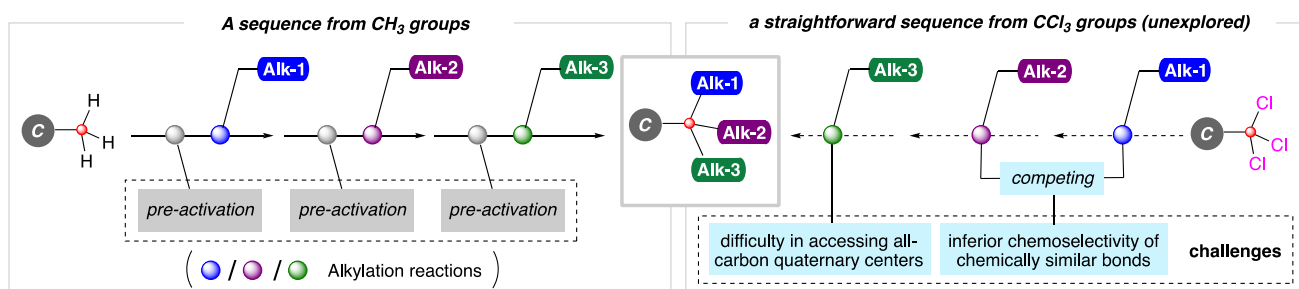 A sequence from CH3 groups
Alk-1
Alk-2
Alk-3
C
H
H
H
pre-activation
pre-activation
pre-activation
( / / ) Alkylation reactions
Alk-1
C
Alk-2
Alk-3
a straightforward sequence from CCl3 groups (unexplored)
Alk-3
Alk-2
Alk-1
C
Cl
Cl
Cl
competing
difficulty in accessing all-
carbon quaternary centers
inferior chemoselectivity of
chemically similar bonds
challenges